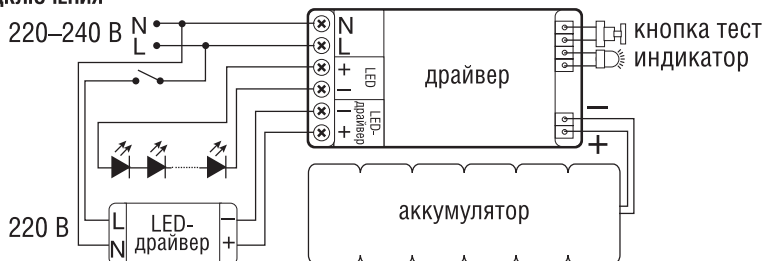 220–240 В N
L
N
L
+
−
LED
−
+
LED-
драйвер
драйвер
кнопка тест
индикатор
−
+
аккумулятор
220 В
L
N
LED-
драйвер
−
+